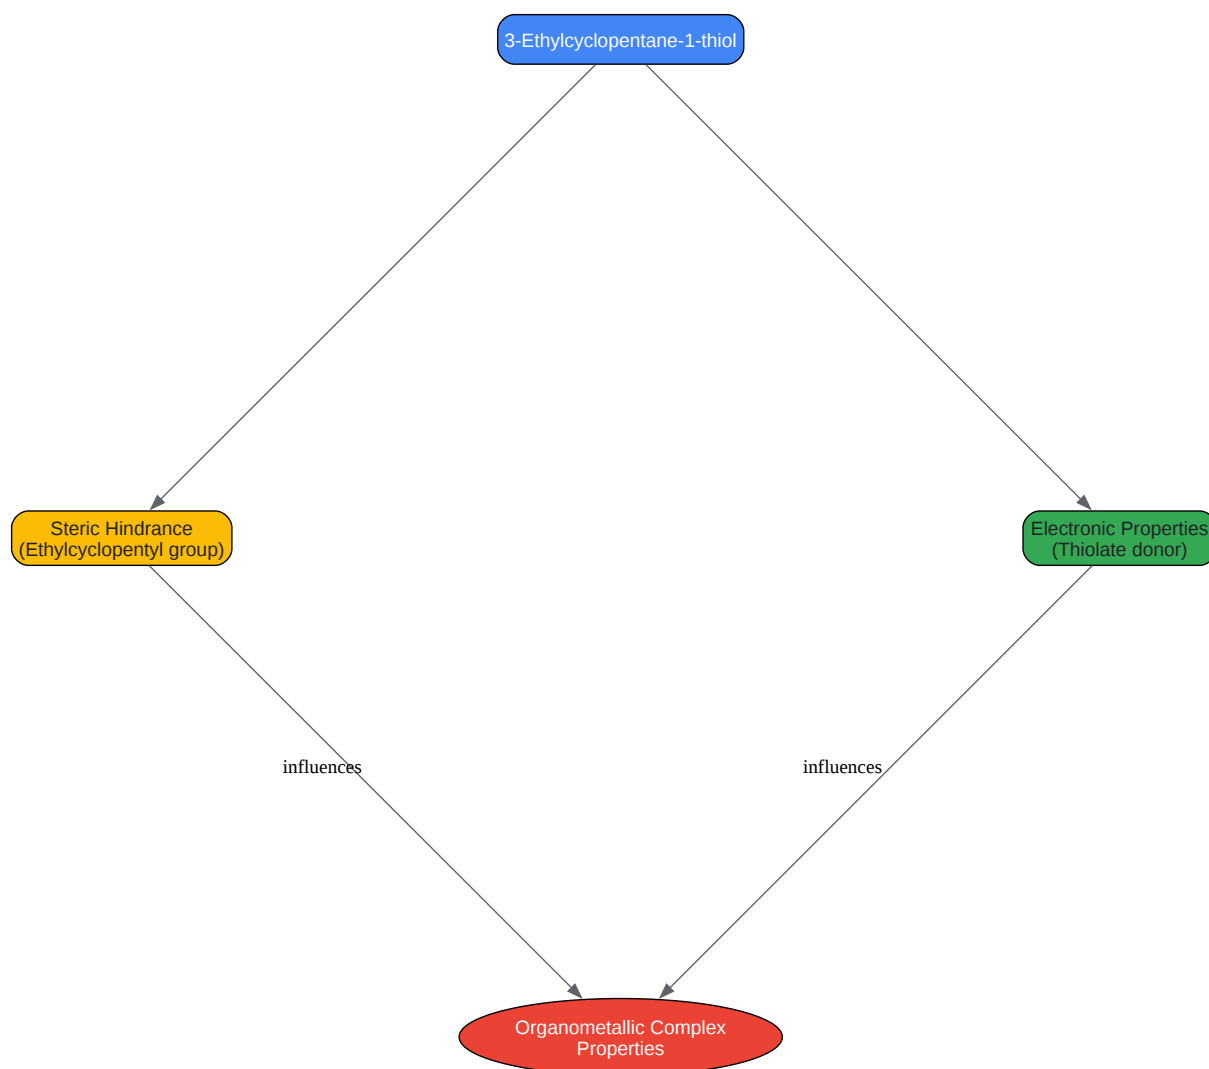 3-Ethylcyclopentane-1-thiol
Steric Hindrance
(Ethylcyclopentyl group)
Electronic Properties
(Thiolate donor)
influences
influences
Organometallic Complex
Properties